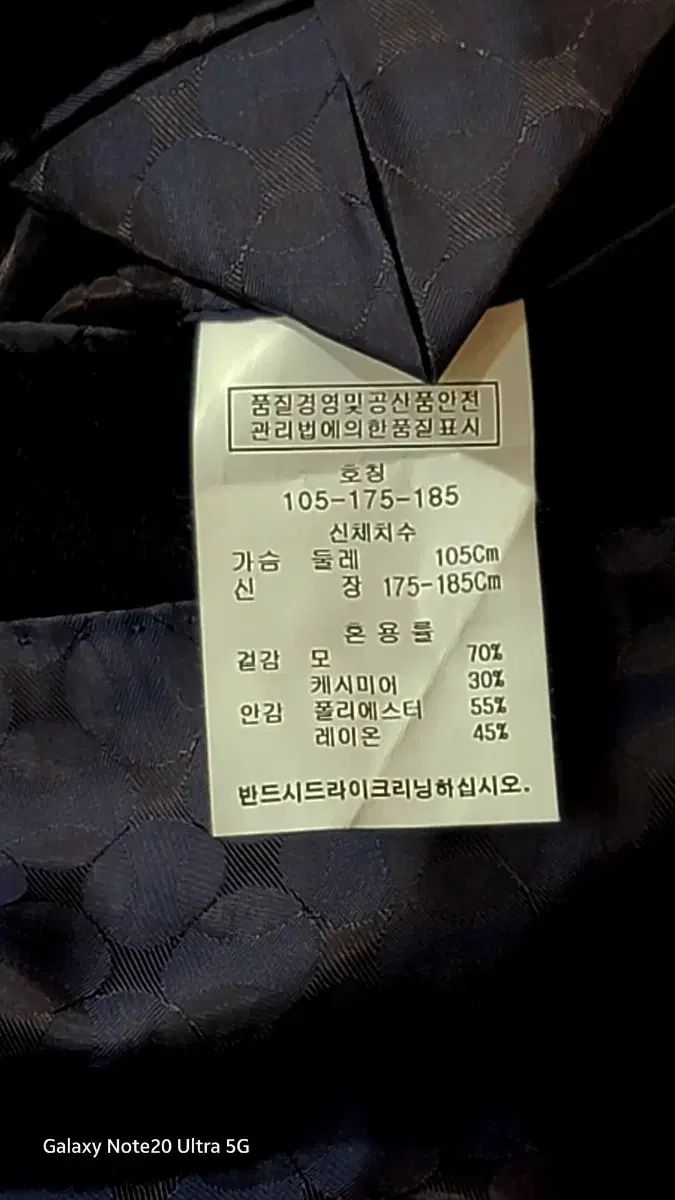 품질경영및공산품안전
관리법에의한품질표시
호칭
105-175-185
신체치수
가슴 둘레 105Cm
신 장 175-185Cm
혼 용 률
겉감 모 70%
캐시미어 30%
안감 폴리에스터 55%
레이온 45%
반드시드라이크리닝하십시오.
Galaxy Note20 Ultra 5G